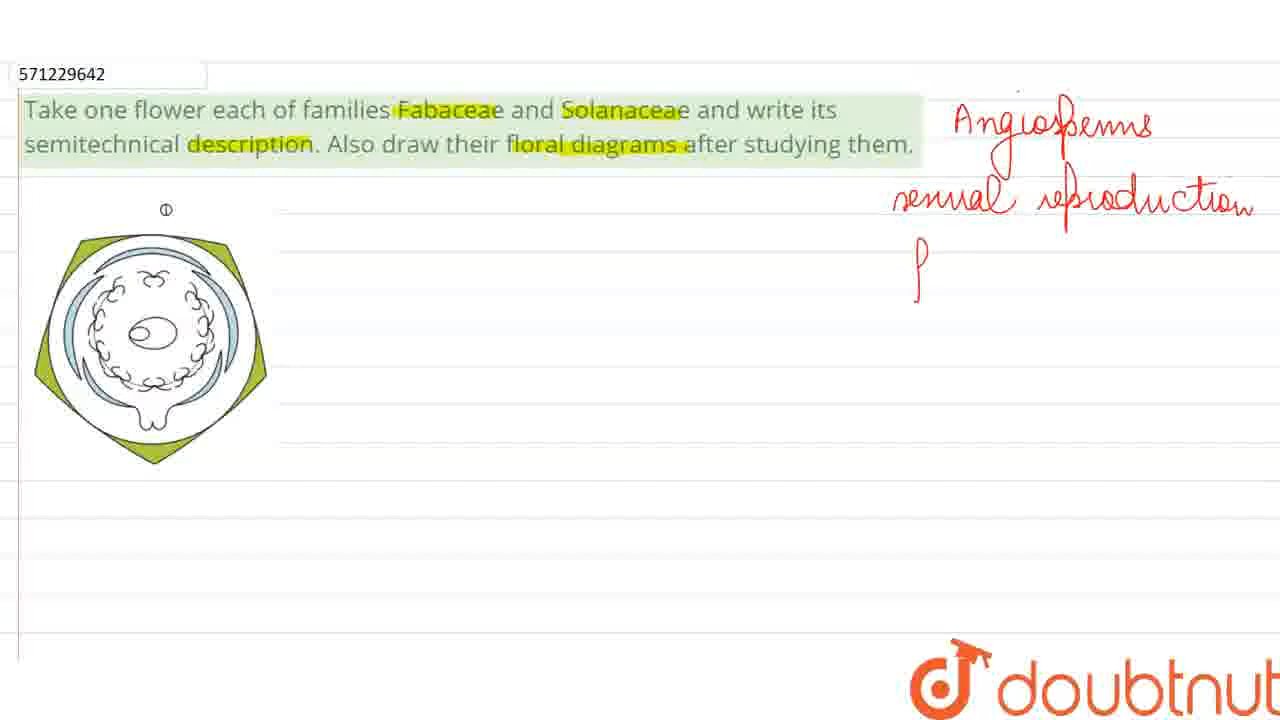 571229642
Take one flower each of families Fabaceae and Solanaceae and write its
semitechnical description. Also draw their floral diagrams after studying them.
Angiosperms
sexual reproduction
doubtnut